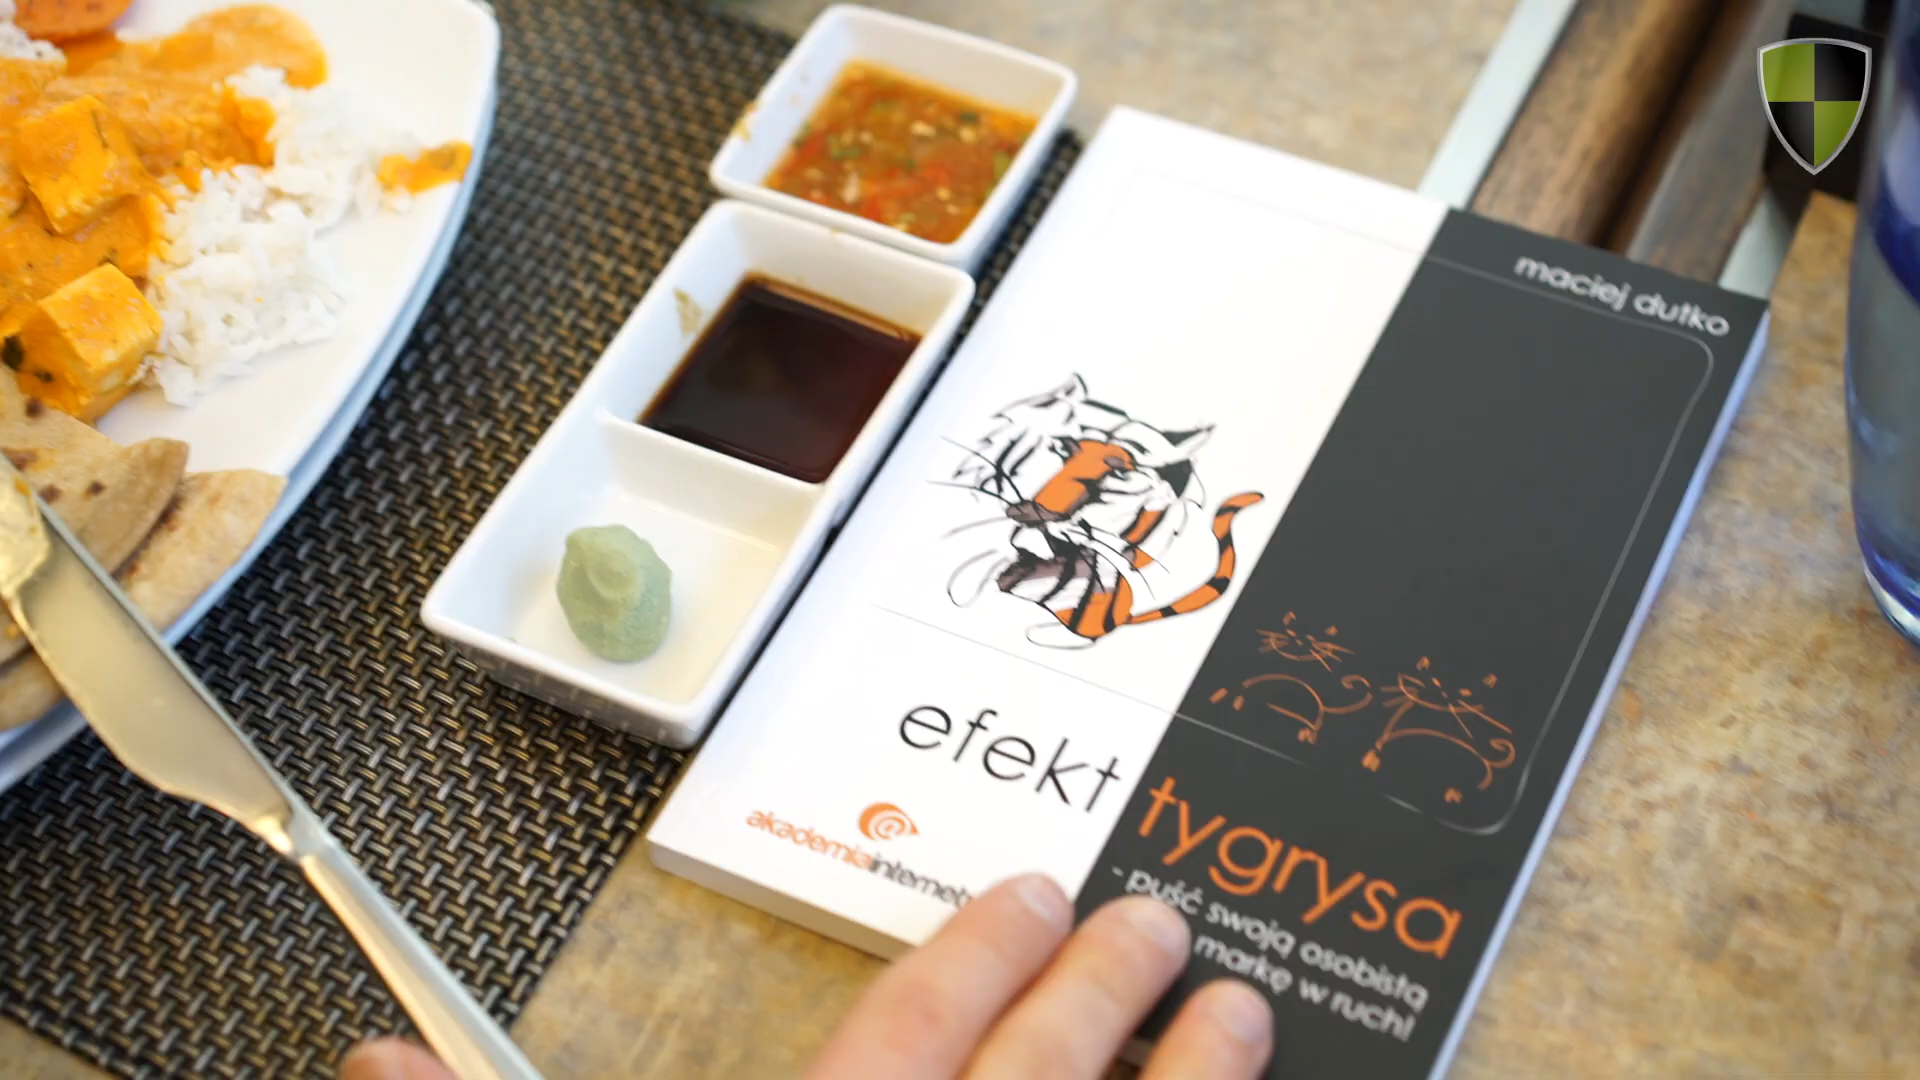 maciej dutko
efekt tygrysa
- puść swoją osobistą
markę w ruch!
akademiainternetu